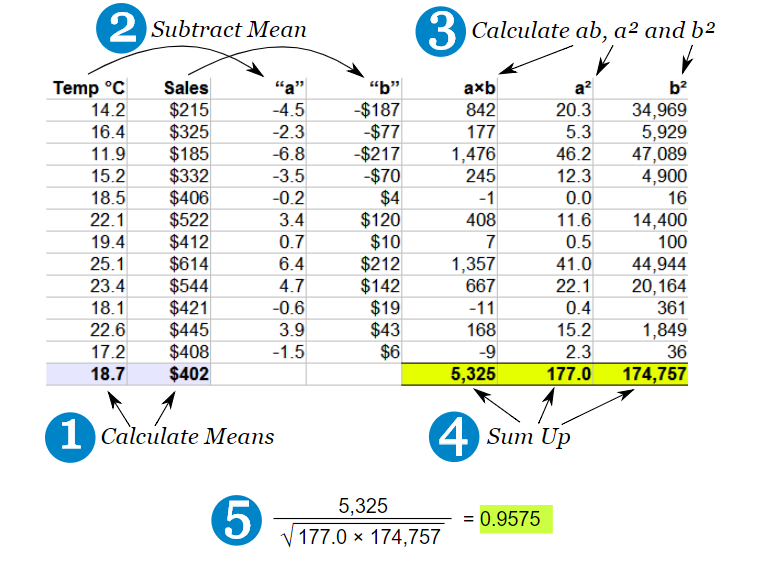 2 Subtract Mean
3 Calculate ab, a² and b²
Temp °C Sales “a” “b” a×b a² b²
14.2 $215 -4.5 -$187 842 20.3 34,969
16.4 $325 -2.3 -$77 177 5.3 5,929
11.9 $185 -6.8 -$217 1,476 46.2 47,089
15.2 $332 -3.5 -$70 245 12.3 4,900
18.5 $406 -0.2 $4 -1 0.0 16
22.1 $522 3.4 $120 408 11.6 14,400
19.4 $412 0.7 $10 7 0.5 100
25.1 $614 6.4 $212 1,357 41.0 44,944
23.4 $544 4.7 $142 667 22.1 20,164
18.1 $421 -0.6 $19 -11 0.4 361
22.6 $445 3.9 $43 168 15.2 1,849
17.2 $408 -1.5 $6 -9 2.3 36
18.7 $402 5,325 177.0 174,757
1 Calculate Means
4 Sum Up
5
5,325
√177.0 × 174,757
= 0.9575